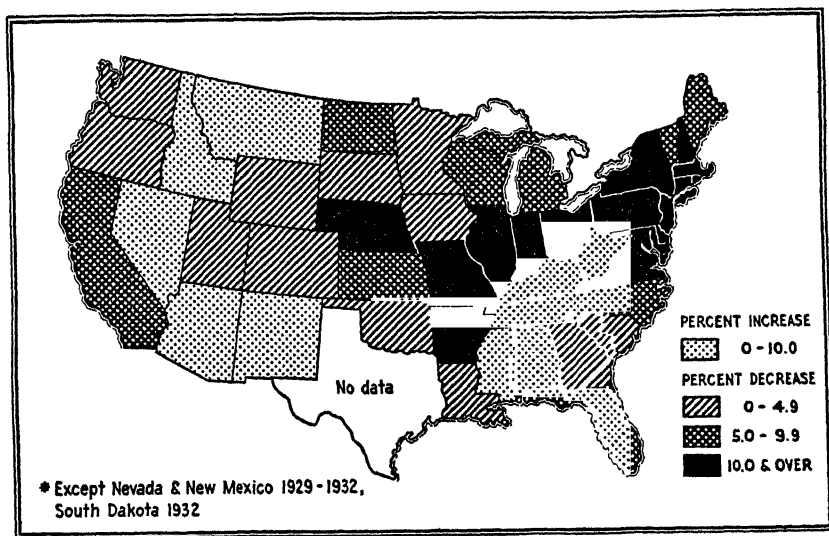 No data
PERCENT INCREASE
0 - 10.0
PERCENT DECREASE
0 - 4.9
5.0 - 9.9
10.0 & OVER
* Except Nevada & New Mexico 1929-1932,
South Dakota 1932